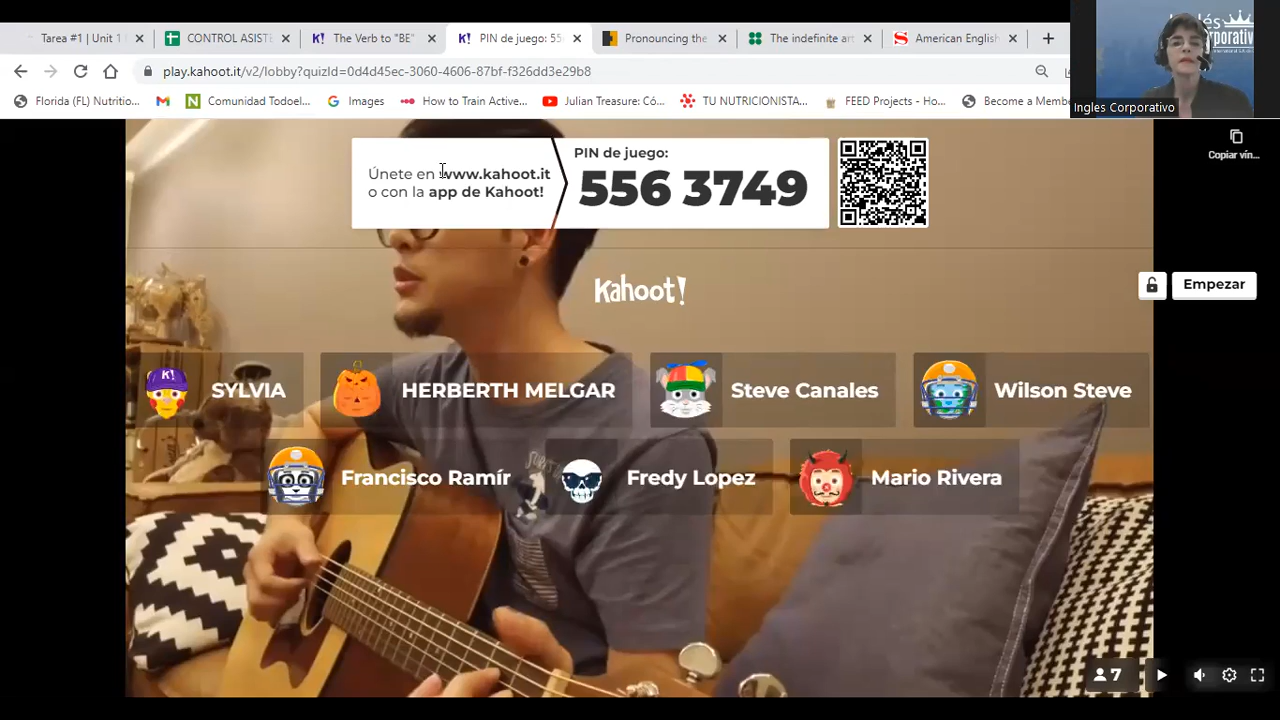 Tarea #1 | Unit 1
CONTROL ASIST
The Verb to "BE"
PIN de juego: 55
Pronouncing the
The indefinite ar
American English
play.kahoot.it/v2/lobby?quizId=0d4d45ec-3060-4606-87bf-f326dd3e29b8
Florida (FL) Nutritio...
Comunidad Todoel...
Images
How to Train Active...
Julian Treasure: Có...
TU NUTRICIONISTA...
FEED Projects - Ho...
Become a Memb
Inglés
Corporativo
Ingles Corporativo
Únete en www.kahoot.it
o con la app de Kahoot!
PIN de juego:
556 3749
Copiar vín...
Kahoot!
Empezar
K!
SYLVIA
HERBERTH MELGAR
Steve Canales
Wilson Steve
Francisco Ramír
Fredy Lopez
Mario Rivera
7